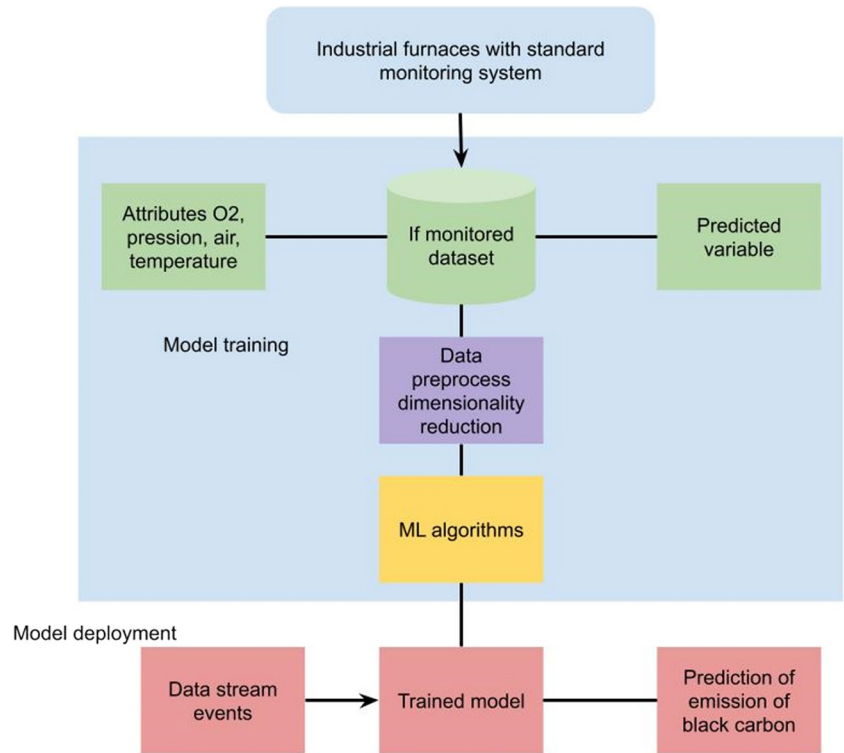 Industrial furnaces with standard
monitoring system
Attributes O2,
pression, air,
temperature
If monitored
dataset
Predicted
variable
Model training
Data
preprocess
dimensionality
reduction
ML algorithms
Model deployment
Data stream
events
Trained model
Prediction of
emission of
black carbon